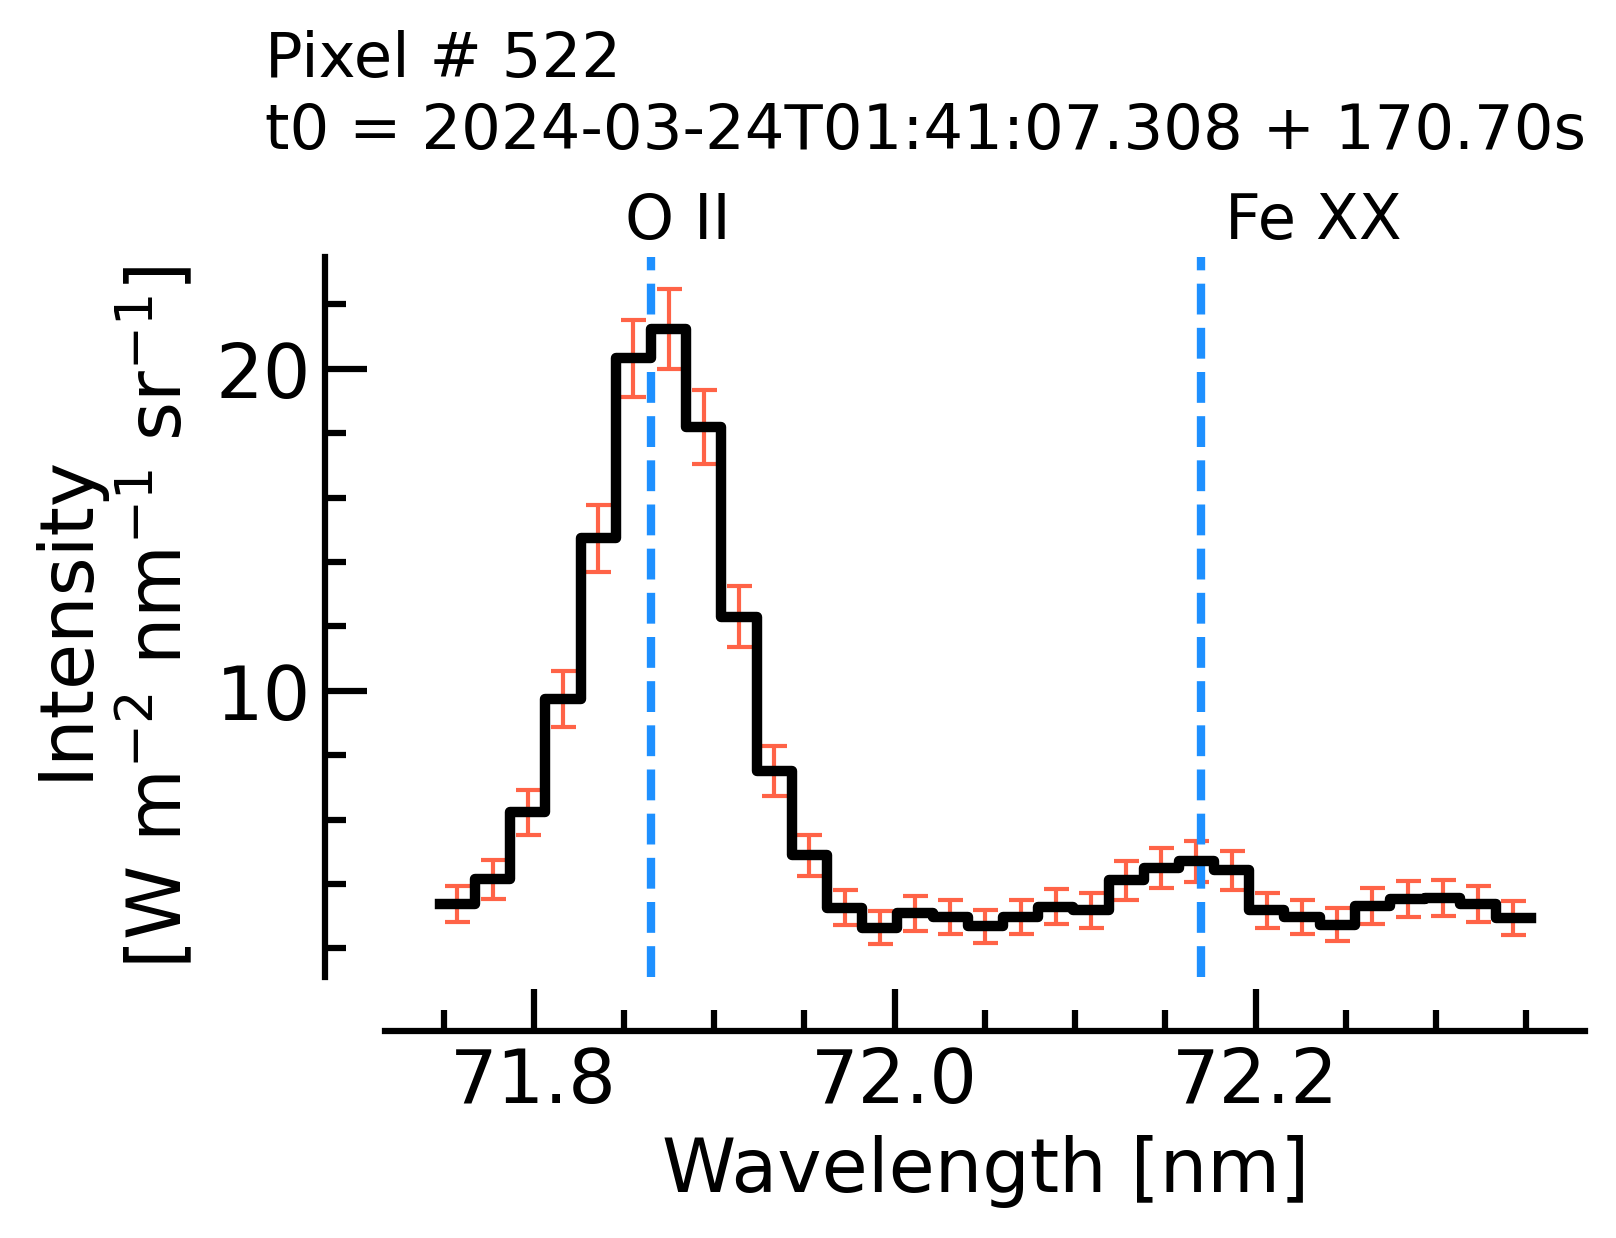 Pixel # 522
t0 = 2024-03-24T01:41:07.308 + 170.70s
O II
Fe XX
Intensity
[W m⁻² nm⁻¹ sr⁻¹]
20
10
71.8
72.0
72.2
Wavelength [nm]